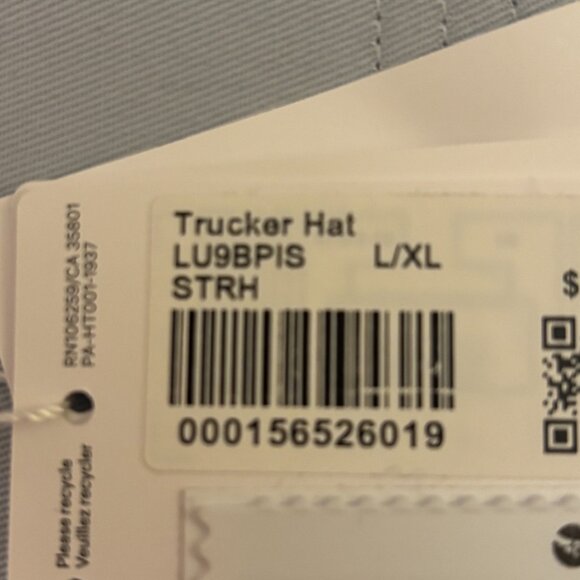 Trucker Hat
LU9BPIS L/XL
STRH
$
000156526019
RN106259/CA 35801
PA-HT001-1937
Please recycle
Veuillez recycler